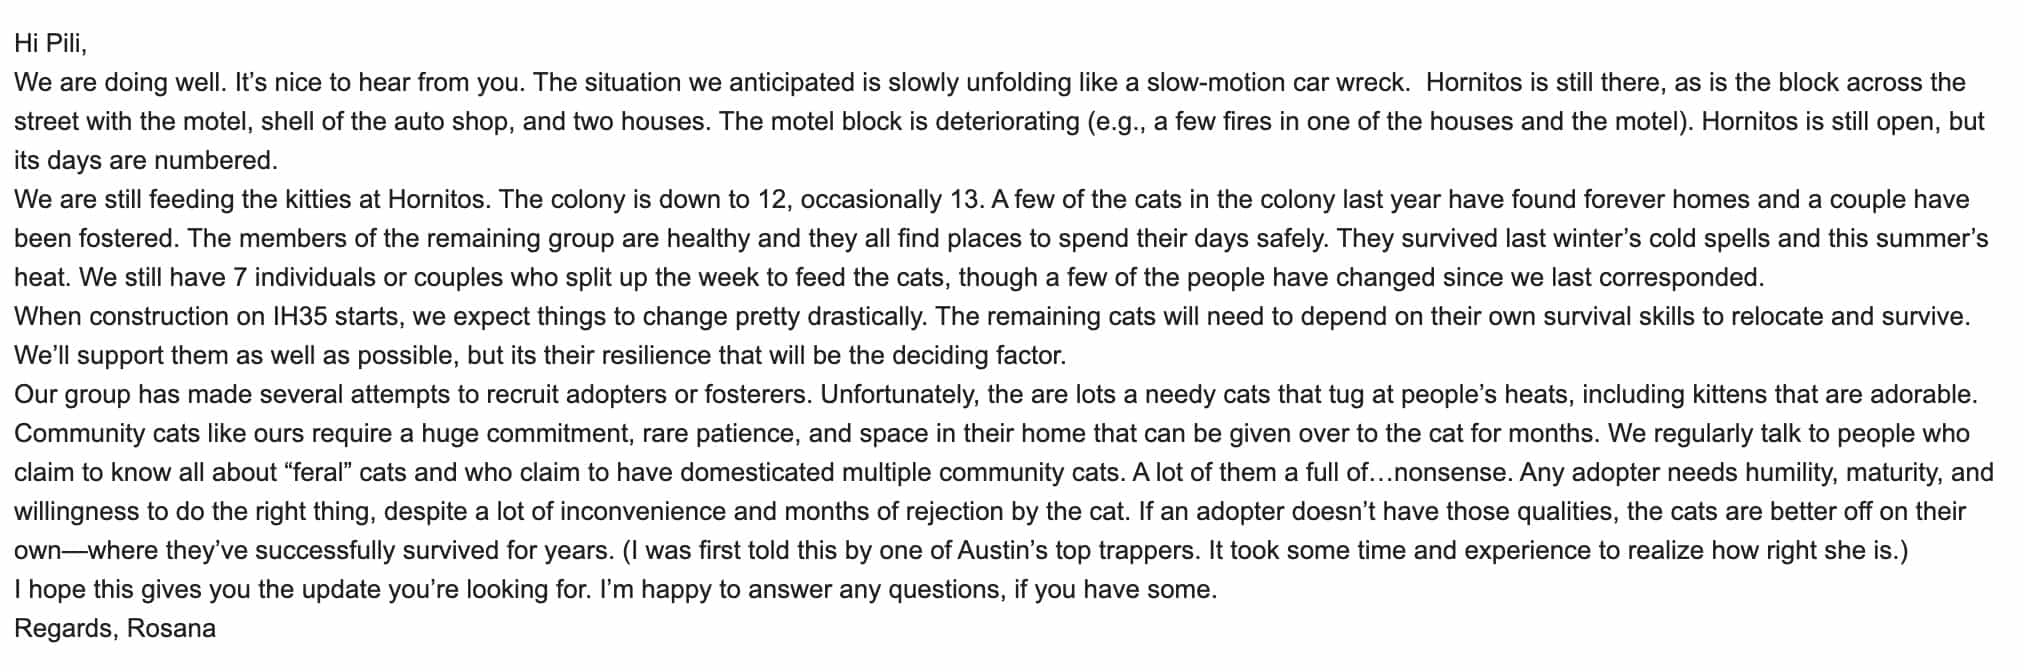 Hi Pili,
We are doing well. It’s nice to hear from you. The situation we anticipated is slowly unfolding like a slow-motion car wreck.  Hornitos is still there, as is the block across the
street with the motel, shell of the auto shop, and two houses. The motel block is deteriorating (e.g., a few fires in one of the houses and the motel). Hornitos is still open, but
its days are numbered.
We are still feeding the kitties at Hornitos. The colony is down to 12, occasionally 13. A few of the cats in the colony last year have found forever homes and a couple have
been fostered. The members of the remaining group are healthy and they all find places to spend their days safely. They survived last winter’s cold spells and this summer’s
heat. We still have 7 individuals or couples who split up the week to feed the cats, though a few of the people have changed since we last corresponded.
When construction on IH35 starts, we expect things to change pretty drastically. The remaining cats will need to depend on their own survival skills to relocate and survive.
We’ll support them as well as possible, but its their resilience that will be the deciding factor.
Our group has made several attempts to recruit adopters or fosterers. Unfortunately, the are lots a needy cats that tug at people’s heats, including kittens that are adorable.
Community cats like ours require a huge commitment, rare patience, and space in their home that can be given over to the cat for months. We regularly talk to people who
claim to know all about “feral” cats and who claim to have domesticated multiple community cats. A lot of them a full of…nonsense. Any adopter needs humility, maturity, and
willingness to do the right thing, despite a lot of inconvenience and months of rejection by the cat. If an adopter doesn’t have those qualities, the cats are better off on their
own—where they’ve successfully survived for years. (I was first told this by one of Austin’s top trappers. It took some time and experience to realize how right she is.)
I hope this gives you the update you’re looking for. I’m happy to answer any questions, if you have some.
Regards, Rosana